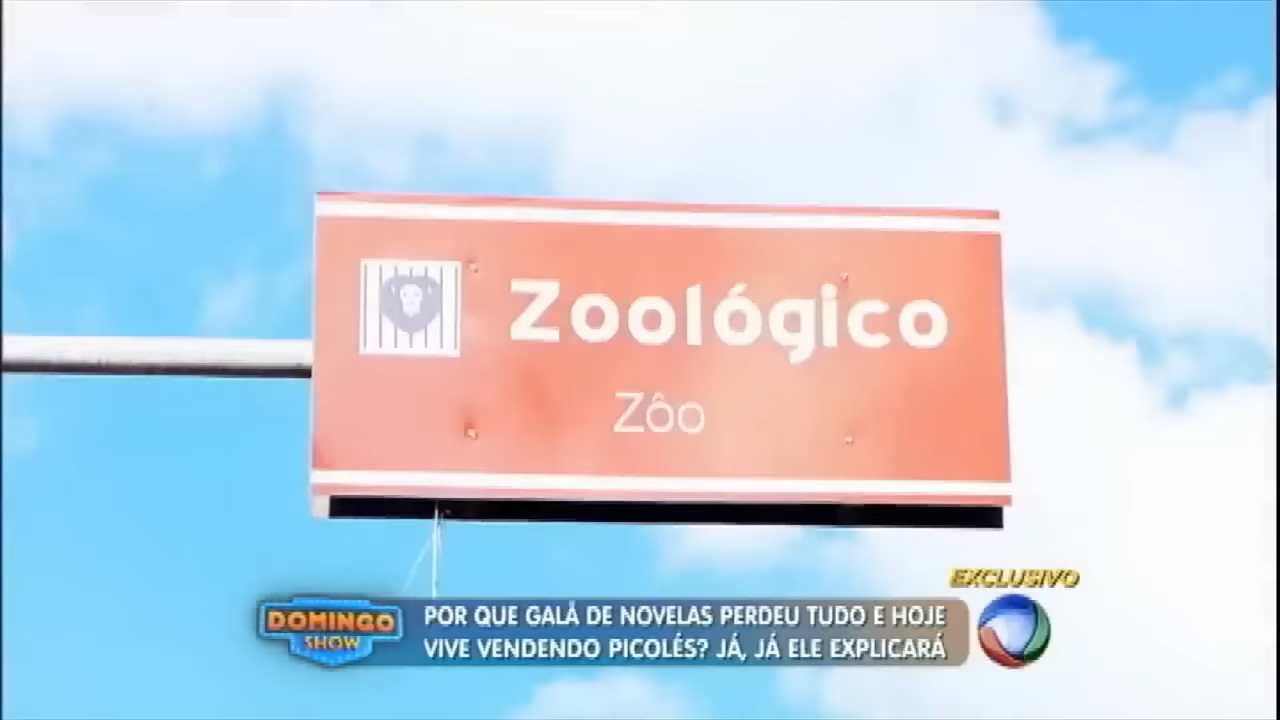 Zoológico
Zôo
EXCLUSIVO
DOMINGO
SHOW
POR QUE GALÃ DE NOVELAS PERDEU TUDO E HOJE
VIVE VENDENDO PICOLÉS? JÁ, JÁ ELE EXPLICARÁ